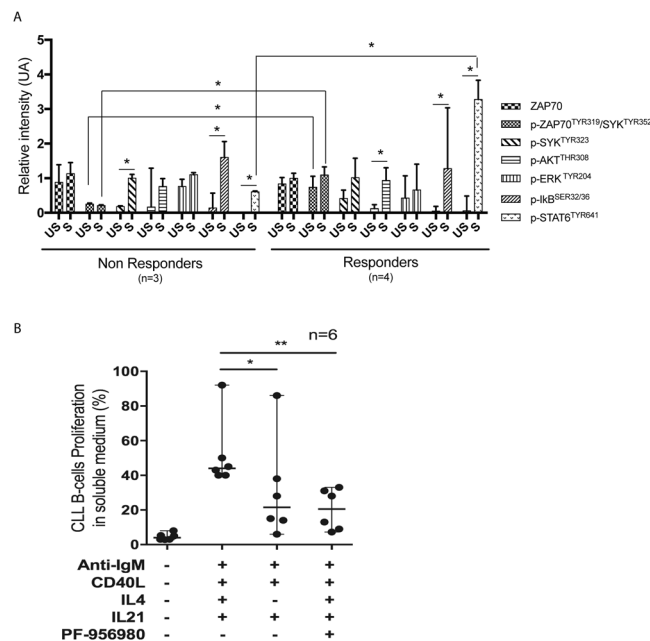 A
Relative intensity (UA)
5
4
3
2
1
0
* * * * * * * * *
US S US S US S US S US S US S US S US S US S US S US S US S US S US S
Non Responders
(n=3)
Responders
(n=4)
ZAP70
p-ZAP70TYR319/SYKTYR352
p-SYKTYR323
p-AKTTHR308
p-ERKTYR204
p-IkBSER32/36
p-STAT6TYR641
B
n=6
**
*
CLL B-cells Proliferation
in soluble medium (%)
100
80
60
40
20
0
Anti-IgM - + + +
CD40L - + + +
IL4 - + - +
IL21 - + + +
PF-956980 - - - +